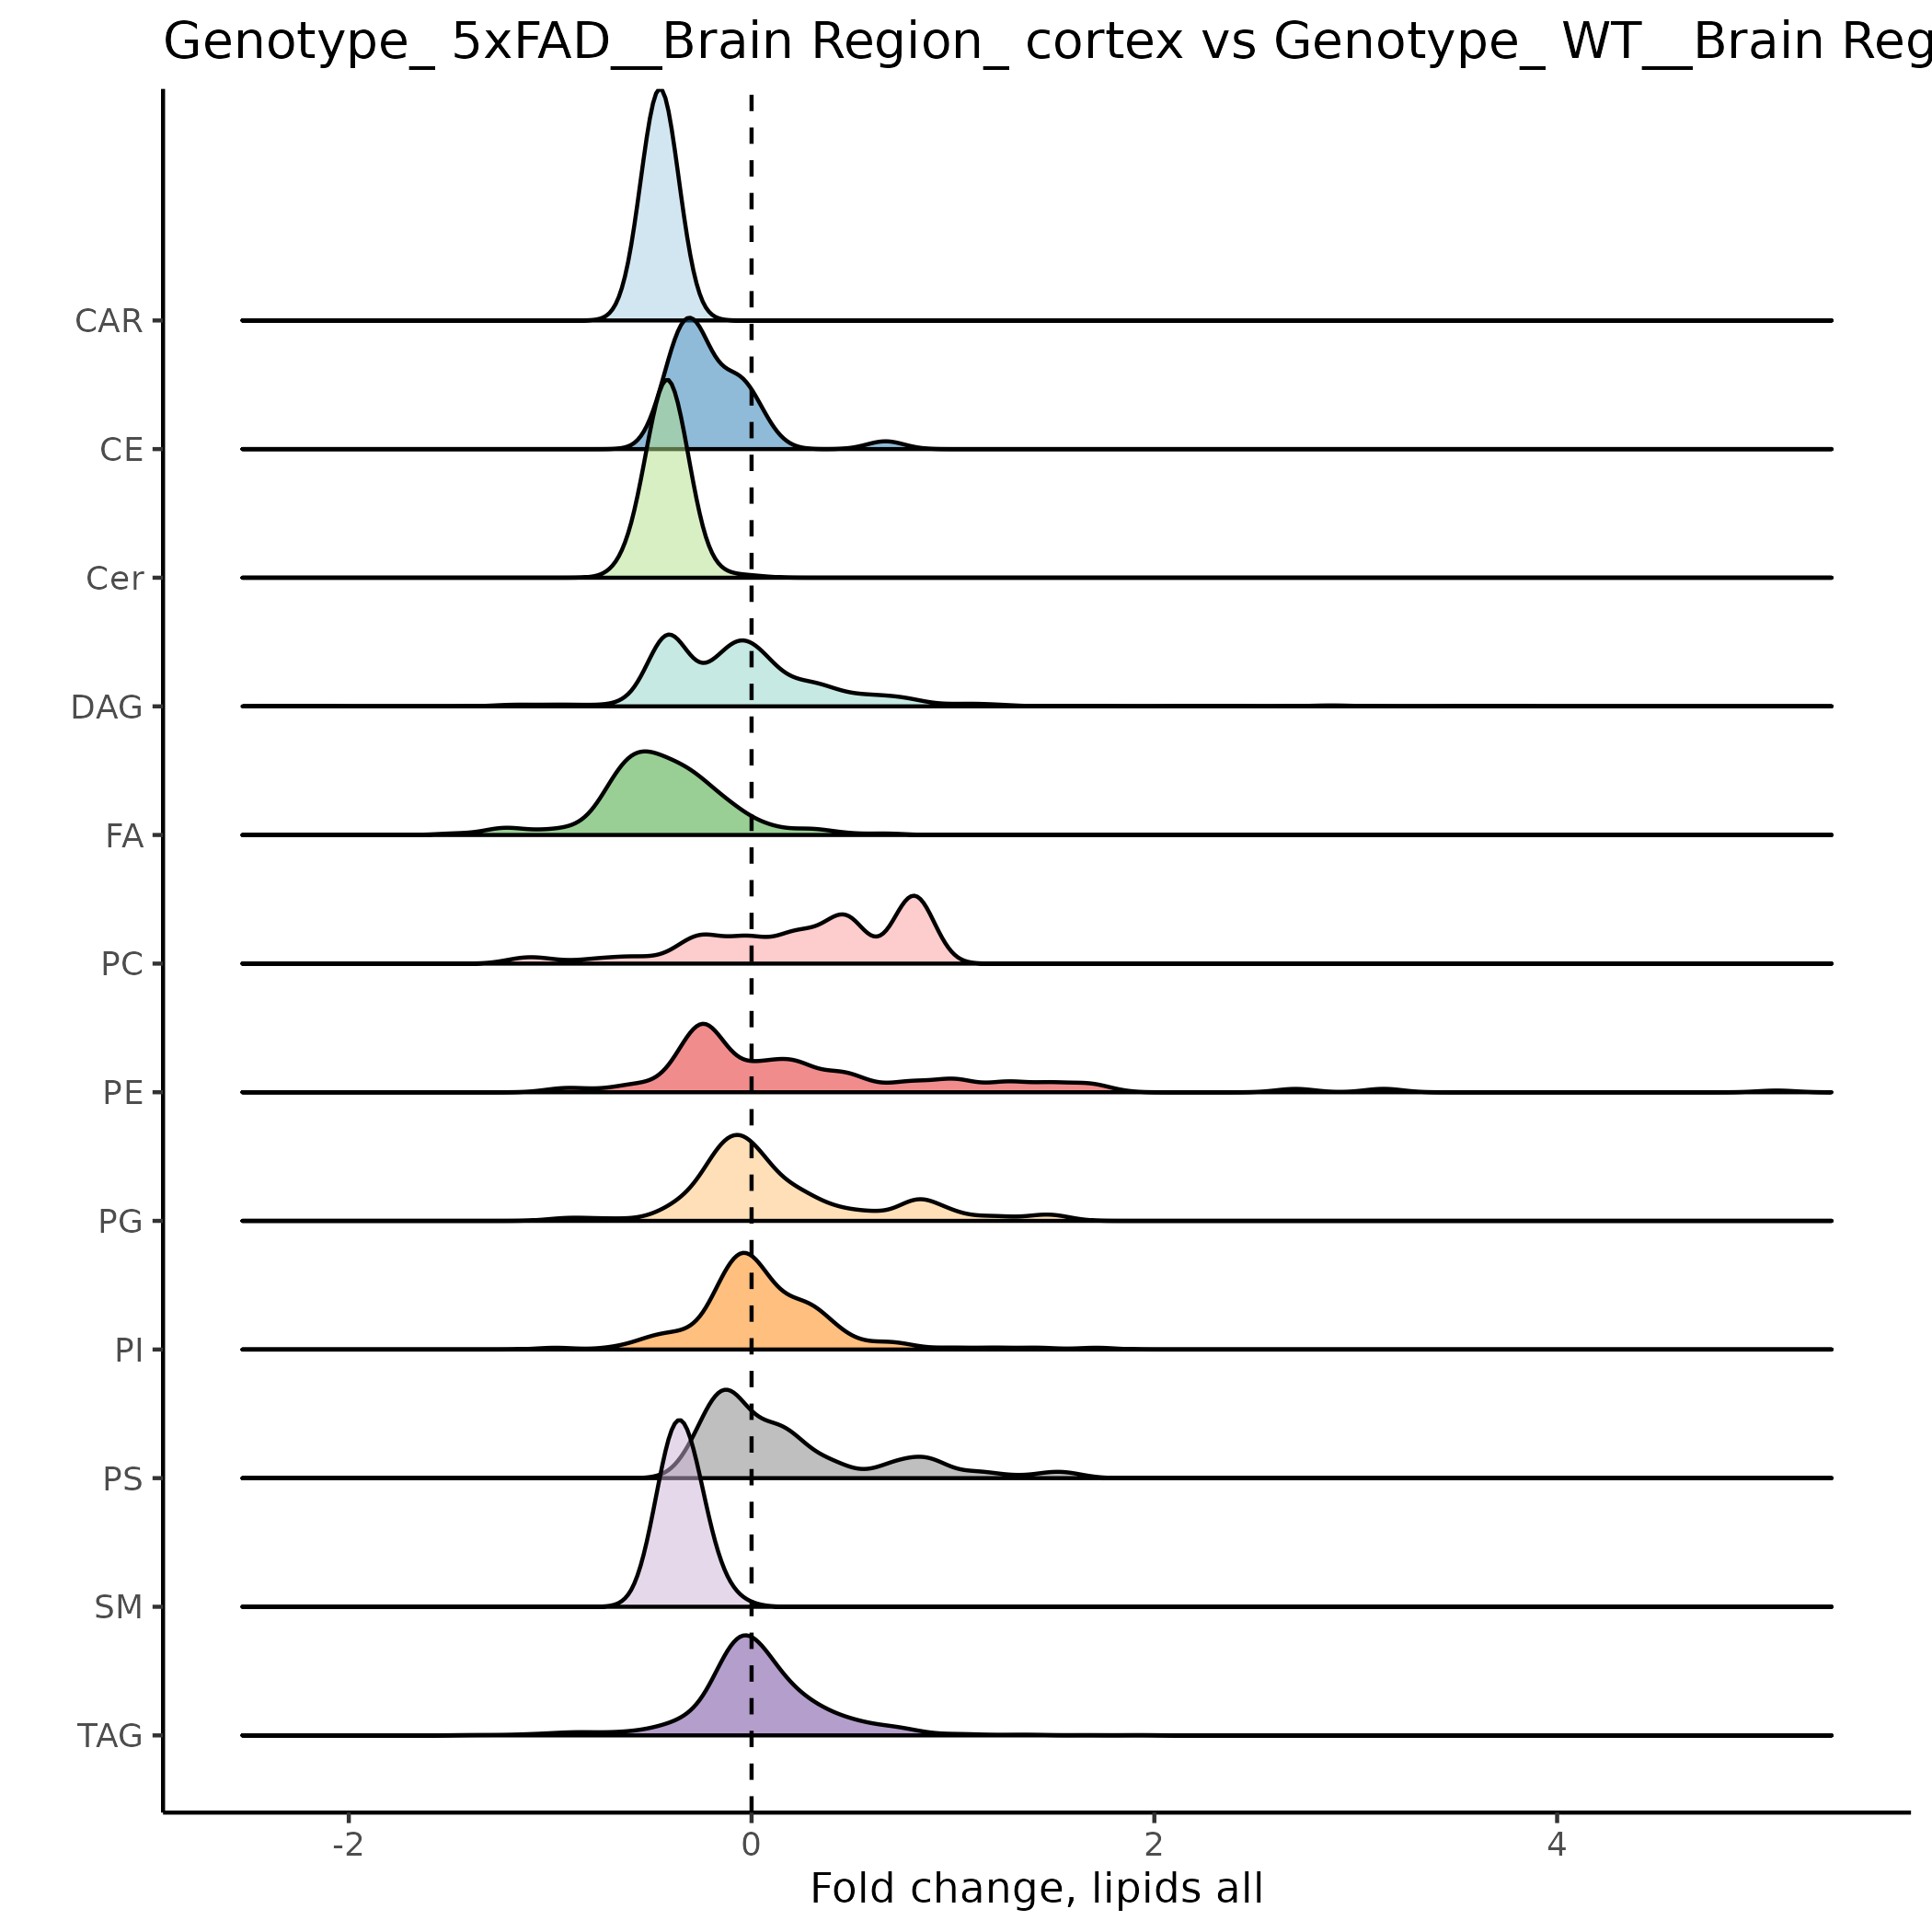 Genotype_ 5xFAD__Brain Region_ cortex vs Genotype_ WT__Brain Reg
CAR
CE
Cer
DAG
FA
PC
PE
PG
PI
PS
SM
TAG
-2 0 2 4
Fold change, lipids all